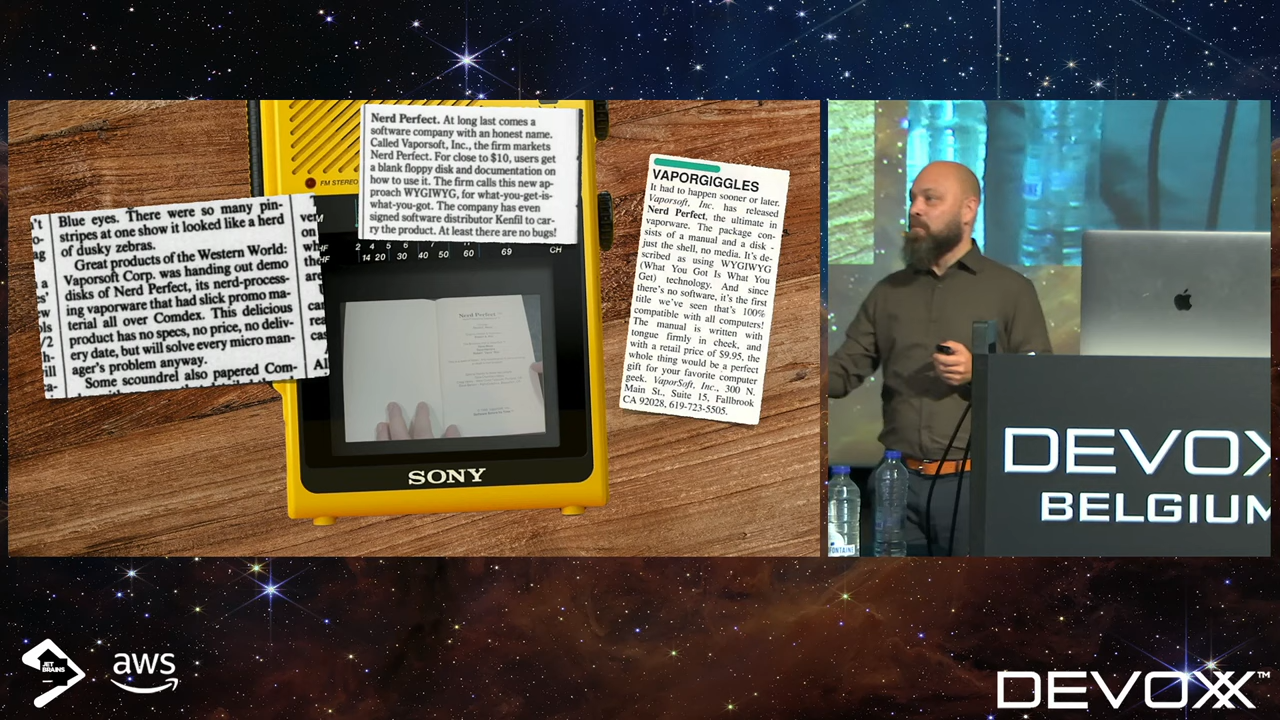 Nerd Perfect. At long last comes a
software company with an honest name.
Called Vaporsoft, Inc., the firm markets
Nerd Perfect. For close to $10, users get
a blank floppy disk and documentation on
how to use it. The firm calls this new ap-
proach WYGIWYG, for what-you-get-is-
what-you-got. The company has even
signed software distributor Kenfil to car-
ry the product. At least there are no bugs!
FM STEREO
Blue eyes. There were so many pin-
stripes at one show it looked like a herd
of dusky zebras.
Great products of the Western World:
Vaporsoft Corp. was handing out demo
disks of Nerd Perfect, its nerd-process-
ing vaporware that had slick promo ma-
terial all over Comdex. This delicious
product has no specs, no price, no deliv-
ery date, but will solve every micro man-
ager's problem anyway.
Some scoundrel also papered Com-
2 4 5 6 7 8 9 10 11 12 13
14 20 30 40 50 60 69 CH
Nerd Perfect
SONY
VAPORGIGGLES
It had to happen sooner or later.
Vaporsoft, Inc. has released
Nerd Perfect, the ultimate in
vaporware. The package con-
sists of a manual and a disk -
just the shell, no media. It's de-
scribed as using WYGIWYG
(What You Got Is What You
Get) technology. And since
there's no software, it's the first
title we've seen that's 100%
compatible with all computers!
The manual is written with
tongue firmly in cheek, and
with a retail price of $9.95, the
whole thing would be a perfect
gift for your favorite computer
geek. VaporSoft, Inc., 300 N.
Main St., Suite 15, Fallbrook
CA 92028, 619-723-5505.
DEVOX
BELGIUM
JET
BRAINS
aws
DEVOXX™